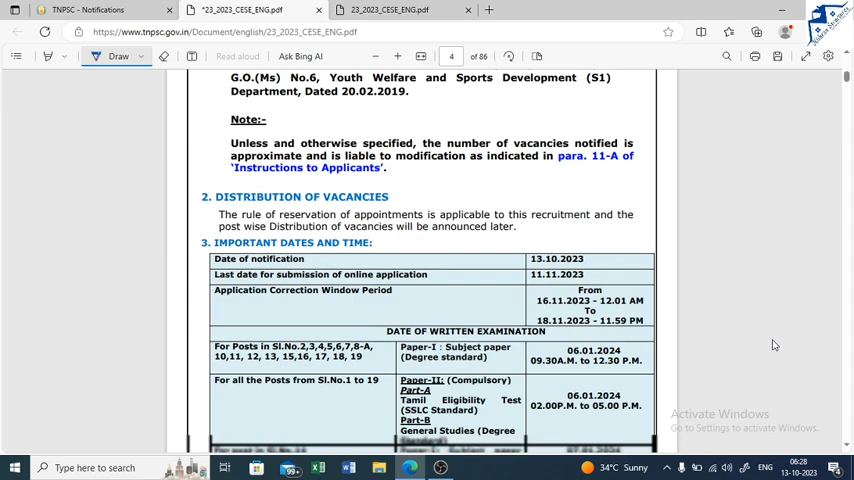 TNPSC - Notifications
*23_2023_CESE_ENG.pdf
23_2023_CESE_ENG.pdf
https://www.tnpsc.gov.in/Document/english/23_2023_CESE_ENG.pdf
Draw
Read aloud
Ask Bing AI
4 of 86
G.O.(Ms) No.6, Youth Welfare and Sports Development (S1)
Department, Dated 20.02.2019.
Note:-
Unless and otherwise specified, the number of vacancies notified is
approximate and is liable to modification as indicated in para. 11-A of
‘Instructions to Applicants’.
2. DISTRIBUTION OF VACANCIES
The rule of reservation of appointments is applicable to this recruitment and the
post wise Distribution of vacancies will be announced later.
3. IMPORTANT DATES AND TIME:
Date of notification 13.10.2023
Last date for submission of online application 11.11.2023
Application Correction Window Period From
16.11.2023 - 12.01 AM
To
18.11.2023 - 11.59 PM
DATE OF WRITTEN EXAMINATION
For Posts in Sl.No.2,3,4,5,6,7,8-A, Paper-I : Subject paper 06.01.2024
10,11, 12, 13, 15,16, 17, 18, 19 (Degree standard) 09.30A.M. to 12.30 P.M.
For all the Posts from Sl.No.1 to 19 Paper-II: (Compulsory)
Part-A
06.01.2024
Tamil Eligibility Test
02.00P.M. to 05.00 P.M.
(SSLC Standard)
Part-B
General Studies (Degree
Activate Windows
Go to Settings to activate Windows.
Type here to search
99+
34°C Sunny
ENG
06:28
13-10-2023
4